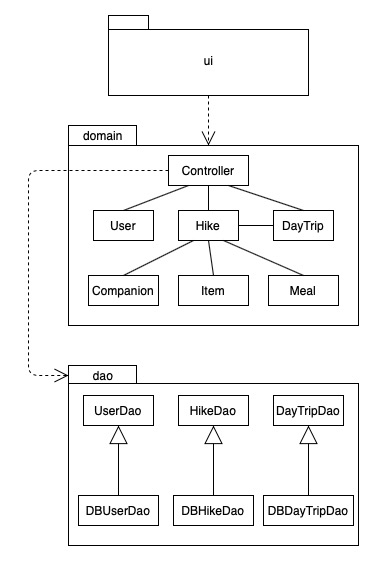 ui
domain
Controller
User
Hike
DayTrip
Companion
Item
Meal
dao
UserDao
HikeDao
DayTripDao
DBUserDao
DBHikeDao
DBDayTripDao